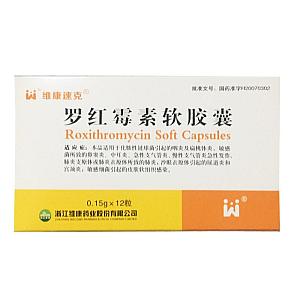 维康速克®
批准文号：国药准字H20070302
罗红霉素软胶囊
Roxithromycin Soft Capsules
适应症：本品适用于化脓性链球菌引起的咽炎及扁桃体炎，敏感
菌所致的鼻窦炎、中耳炎、急性支气管炎、慢性支气管炎急性发作，
肺炎支原体或肺炎衣原体所致的肺炎；沙眼衣原体引起的尿道炎和
宫颈炎；敏感细菌引起的皮肤软组织感染。
0.15g×12粒
浙江维康药业股份有限公司